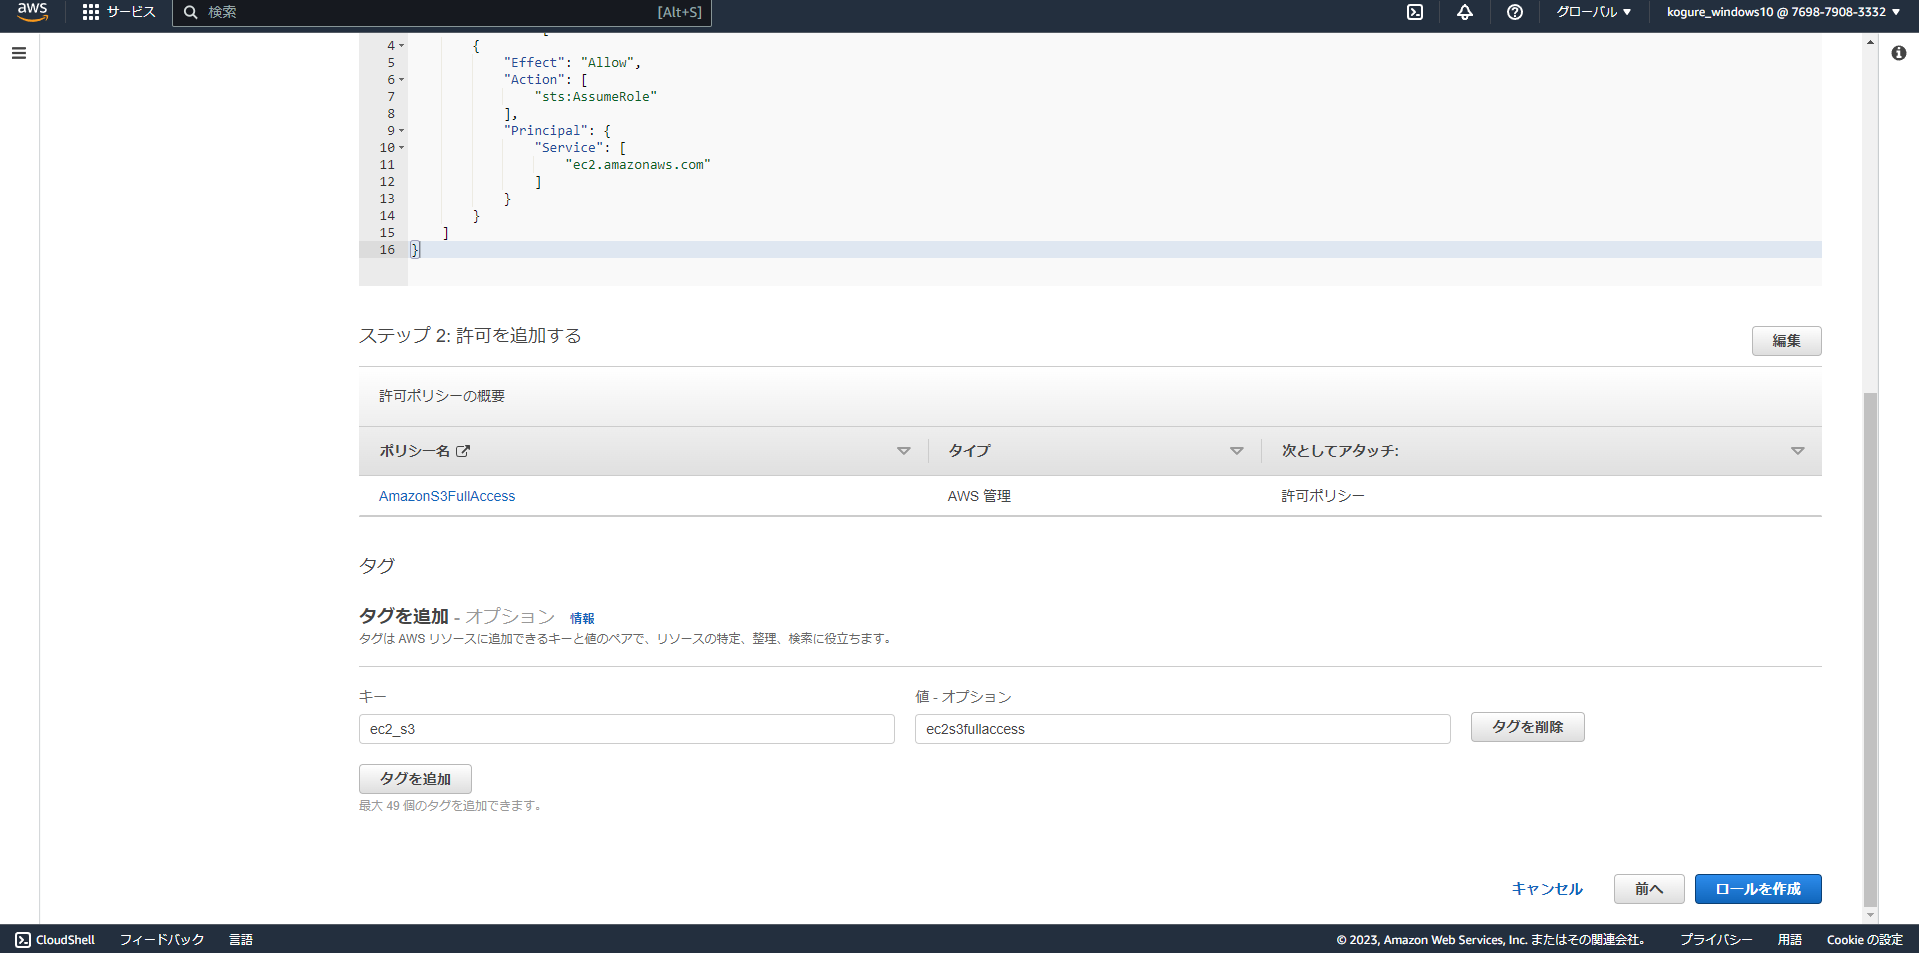 aws サービス 検索 [Alt+S] グローバル ▼ kogure_windows10 @ 7698-7908-3332 ▼
4 {
5 "Effect": "Allow",
6 "Action": [
7 "sts:AssumeRole"
8 ],
9 "Principal": {
10 "Service": [
11 "ec2.amazonaws.com"
12 ]
13 }
14 }
15 ]
16 }
ステップ 2: 許可を追加する
編集
許可ポリシーの概要
ポリシー名 タイプ 次としてアタッチ:
AmazonS3FullAccess AWS 管理 許可ポリシー
タグ
タグを追加 - オプション 情報
タグは AWS リソースに追加できるキーと値のペアで、リソースの特定、整理、検索に役立ちます。
キー 値 - オプション
ec2_s3 ec2s3fullaccess タグを削除
タグを追加
最大 49 個のタグを追加できます。
キャンセル 前へ ロールを作成
CloudShell フィードバック 言語 © 2023, Amazon Web Services, Inc. またはその関連会社。 プライバシー 用語 Cookie の設定